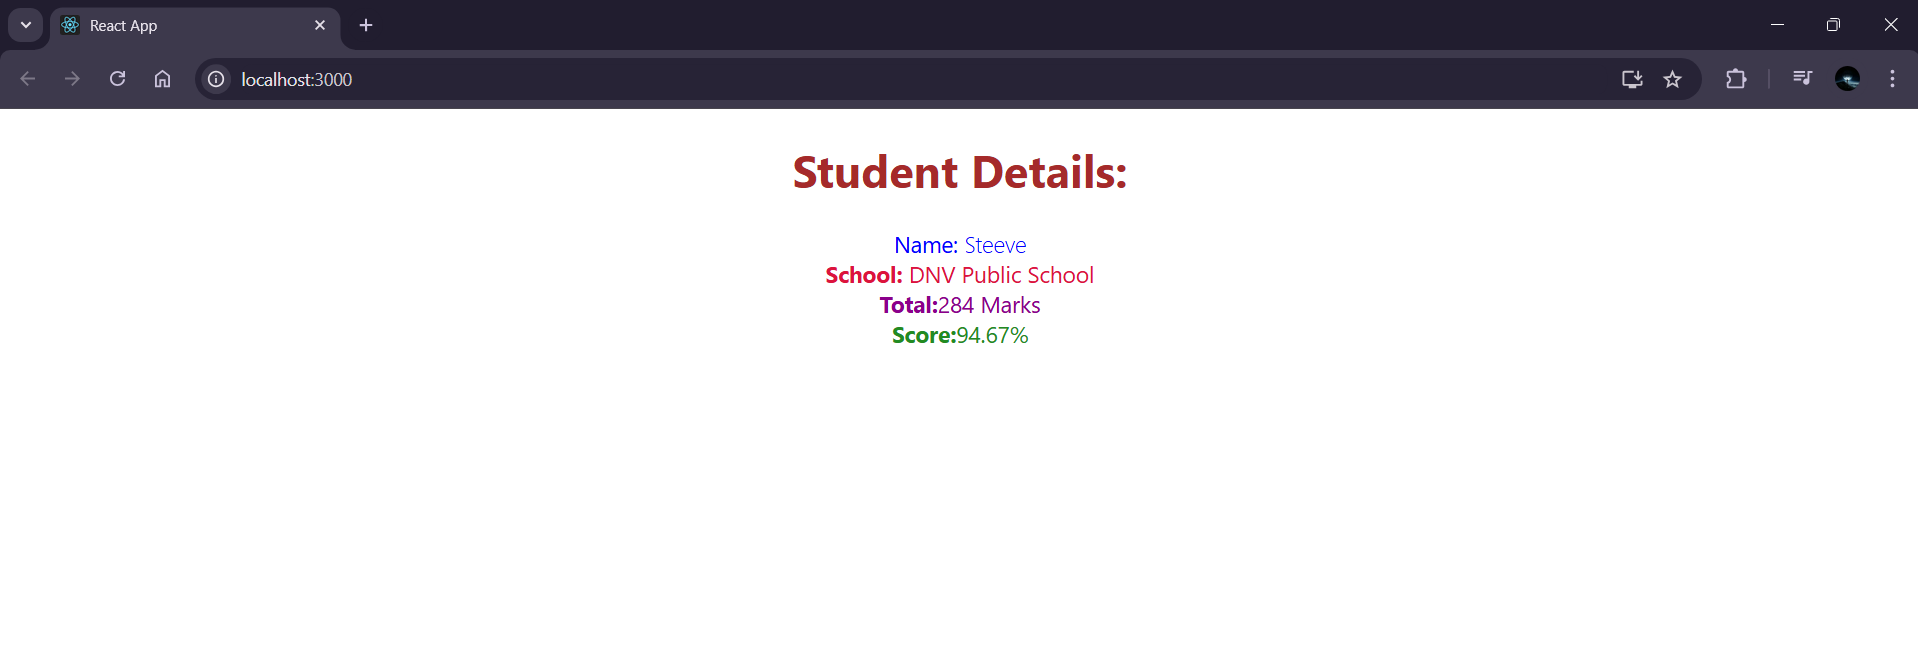 React App
localhost:3000
Student Details:
Name: Steeve
School: DNV Public School
Total:284 Marks
Score:94.67%